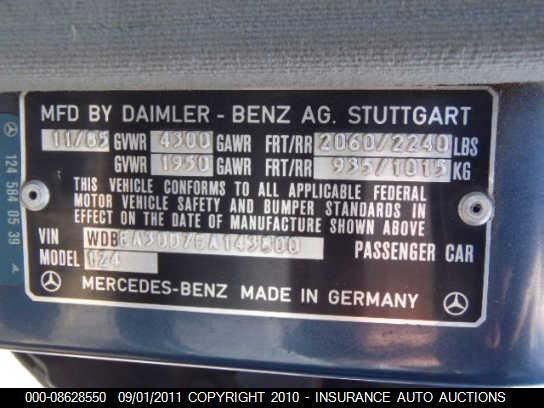 MFD BY DAIMLER - BENZ AG. STUTTGART
11/85 GVWR 4300 GAWR FRT/RR 2060/2240 LBS
GVWR 1950 GAWR FRT/RR 935/1015 KG
THIS VEHICLE CONFORMS TO ALL APPLICABLE FEDERAL
MOTOR VEHICLE SAFETY AND BUMPER STANDARDS IN
EFFECT ON THE DATE OF MANUFACTURE SHOWN ABOVE
VIN PASSENGER CAR
MODEL 124
MERCEDES-BENZ MADE IN GERMANY
124 584 05 39
000-08628550 09/01/2011 COPYRIGHT 2010 - INSURANCE AUTO AUCTIONS